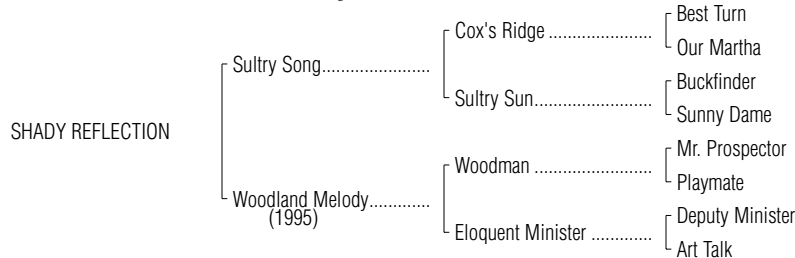 Best Turn
Cox's Ridge ......................
Our Martha
Sultry Song.......................
Buckfinder
Sultry Sun.........................
Sunny Dame
SHADY REFLECTION
Mr. Prospector
Woodman .........................
Playmate
Woodland Melody.............
(1995)
Deputy Minister
Eloquent Minister .............
Art Talk